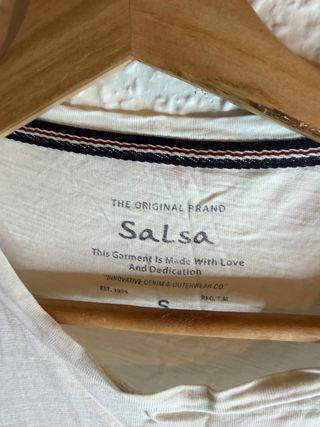 THE ORIGINAL BRAND
Salsa
This Garment Is Made With Love
And Dedication
"INNOVATIVE DENIM & OUTERWEAR CO."
EST. 1994 REG. T.M.
S